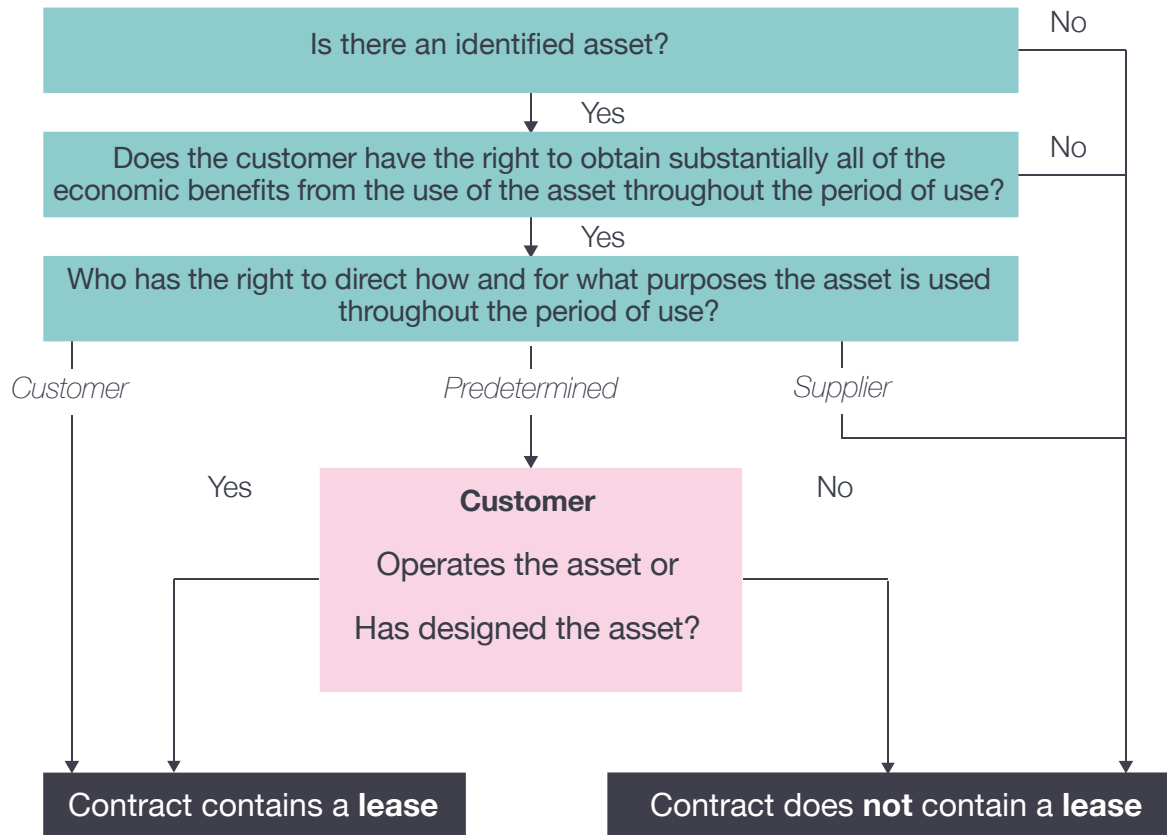 Is there an identified asset?
No
Yes
Does the customer have the right to obtain substantially all of the
economic benefits from the use of the asset throughout the period of use?
No
Yes
Who has the right to direct how and for what purposes the asset is used
throughout the period of use?
Customer
Predetermined
Supplier
Yes
No
Customer
Operates the asset or
Has designed the asset?
Contract contains a lease
Contract does not contain a lease